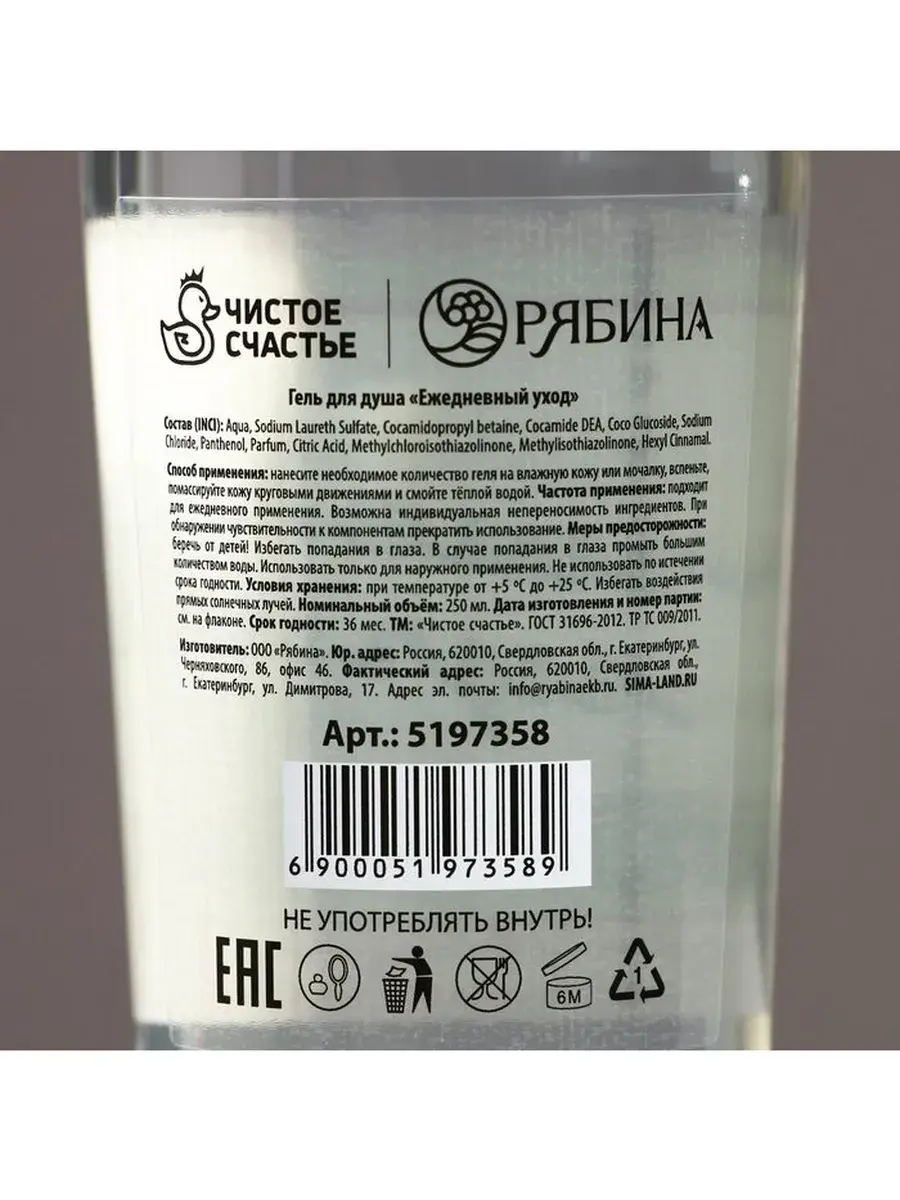 ЧИСТОЕ
СЧАСТЬЕ
РЯБИНА
Гель для душа «Ежедневный уход»
Состав (INCI): Aqua, Sodium Laureth Sulfate, Cocamidopropyl betaine, Cocamide DEA, Coco Glucoside, Sodium
Chloride, Panthenol, Parfum, Citric Acid, Methylchloroisothiazolinone, Methylisothiazolinone, Hexyl Cinnamal.
Способ применения: нанесите необходимое количество геля на влажную кожу или мочалку, вспеньте,
помассируйте кожу круговыми движениями и смойте тёплой водой. Частота применения: подходит
для ежедневного применения. Возможна индивидуальная непереносимость ингредиентов. При
обнаружении чувствительности к компонентам прекратить использование. Меры предосторожности:
беречь от детей! Избегать попадания в глаза. В случае попадания в глаза промыть большим
количеством воды. Использовать только для наружного применения. Не использовать по истечении
срока годности. Условия хранения: при температуре от +5 ºС до +25 ºС. Избегать воздействия
прямых солнечных лучей. Номинальный объём: 250 мл. Дата изготовления и номер партии:
см. на флаконе. Срок годности: 36 мес. ТМ: «Чистое счастье». ГОСТ 31696-2012. ТР ТС 009/2011.
Изготовитель: ООО «Рябина». Юр. адрес: Россия, 620010, Свердловская обл., г. Екатеринбург, ул.
Черняховского, 86, офис 46. Фактический адрес: Россия, 620010, Свердловская обл.,
г. Екатеринбург, ул. Димитрова, 17. Адрес эл. почты: info@ryabinaekb.ru. SIMA-LAND.RU
Арт.: 5197358
6 900051 973589
НЕ УПОТРЕБЛЯТЬ ВНУТРЬ!
EAC 6M 1